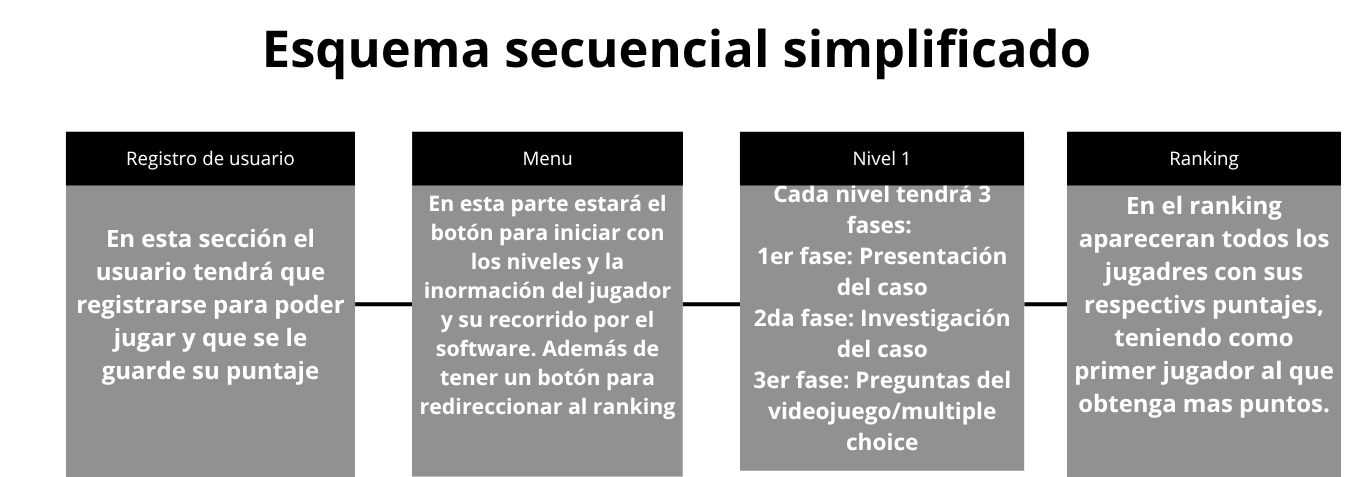 Esquema secuencial simplificado
Registro de usuario
En esta sección el
usuario tendrá que
registrarse para poder
jugar y que se le
guarde su puntaje
Menu
En esta parte estará el
botón para iniciar con
los niveles y la
inormación del jugador
y su recorrido por el
software. Además de
tener un botón para
redireccionar al ranking
Nivel 1
Cada nivel tendrá 3
fases:
1er fase: Presentación
del caso
2da fase: Investigación
del caso
3er fase: Preguntas del
videojuego/multiple
choice
Ranking
En el ranking
apareceran todos los
jugadres con sus
respectivs puntajes,
teniendo como
primer jugador al que
obtenga mas puntos.